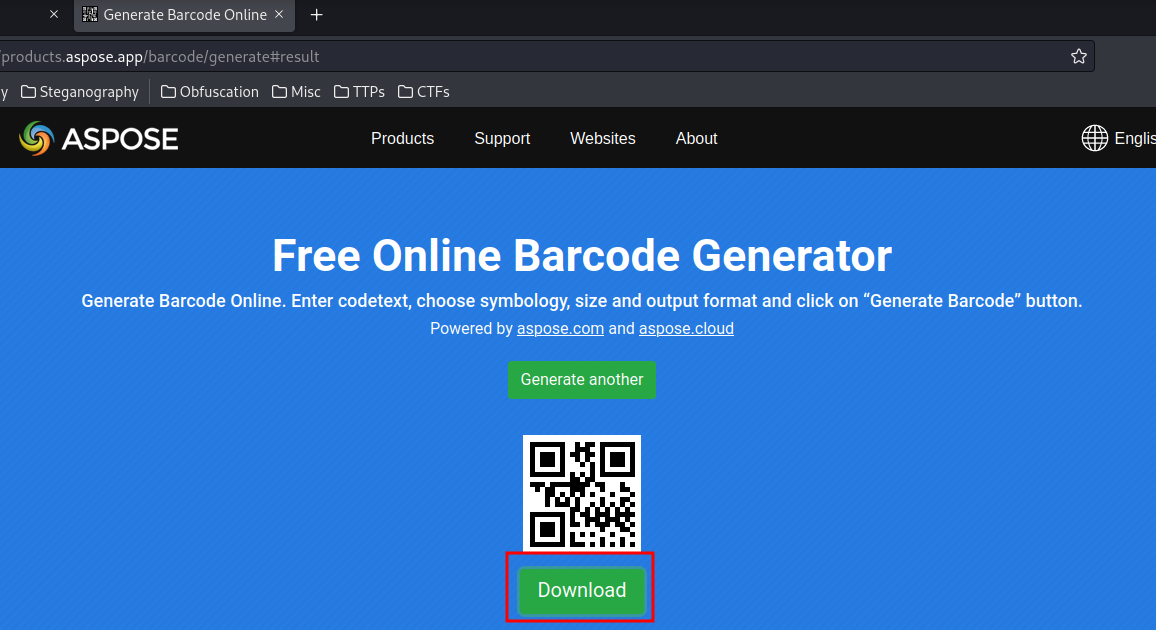 Generate Barcode Online
/products.aspose.app/barcode/generate#result
y Steganography Obfuscation Misc TTPs CTFs
ASPOSE Products Support Websites About Englis
Free Online Barcode Generator
Generate Barcode Online. Enter codetext, choose symbology, size and output format and click on “Generate Barcode” button.
Powered by aspose.com and aspose.cloud
Generate another
Download